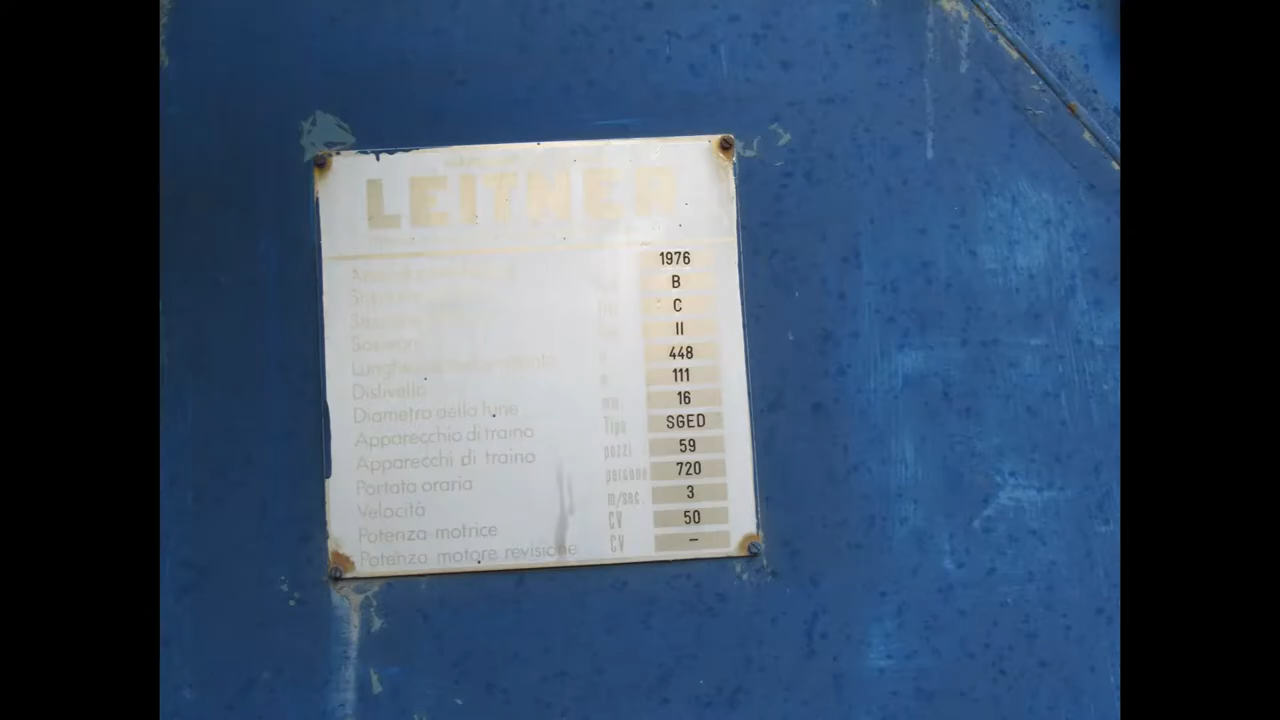 LEITNER
1976
B
C
II
448
Dislivello 111
Diametro della fune mm. 16
Apparecchio di traino Tipo SGED
Apparecchi di traino pezzi 59
Portata oraria persone 720
Velocità m/sec 3
Potenza motrice CV 50
Potenza motore revisione CV –